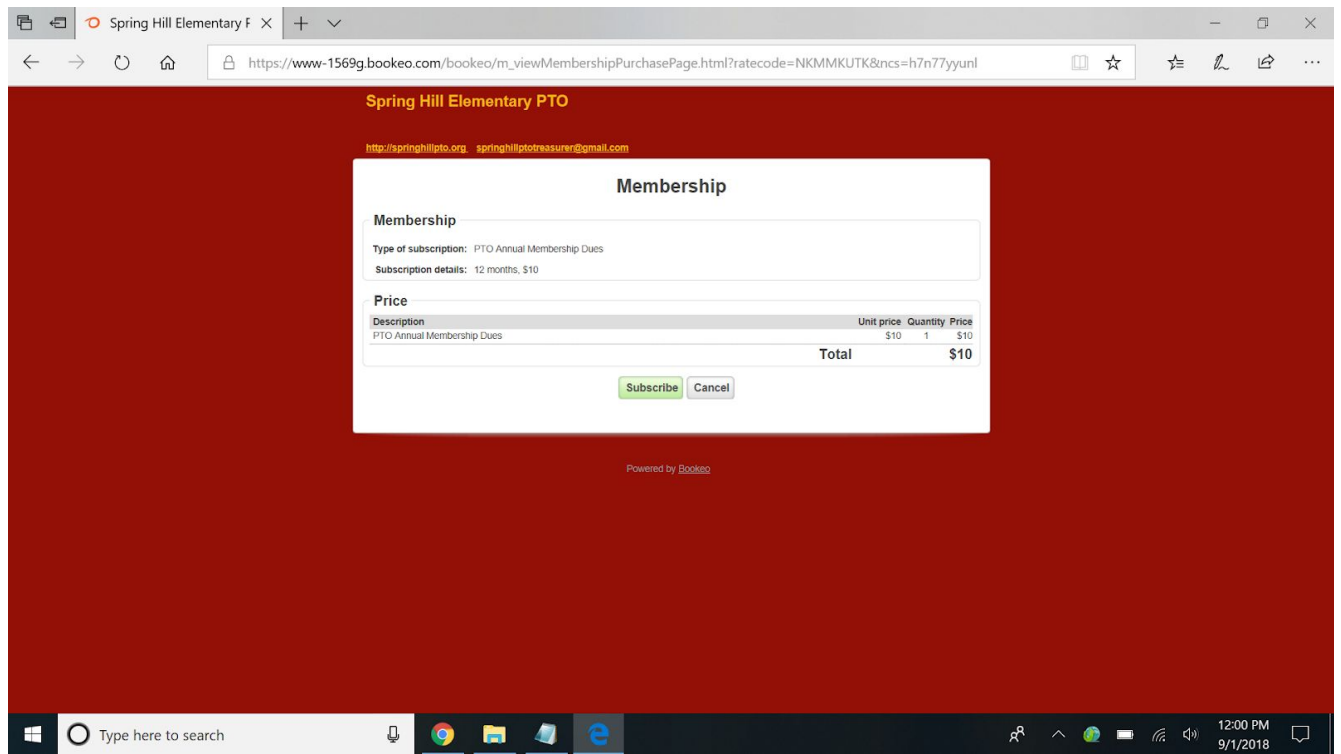 Spring Hill Elementary F
https://www-1569g.bookeo.com/bookeo/m_viewMembershipPurchasePage.html?ratecode=NKMMKUTK&ncs=h7n77yyunl
Spring Hill Elementary PTO
http://springhillpto.org springhillptotreasurer@gmail.com
Membership
Membership
Type of subscription: PTO Annual Membership Dues
Subscription details: 12 months, $10
Price
Description Unit price Quantity Price
PTO Annual Membership Dues $10 1 $10
Total $10
Subscribe Cancel
Powered by Bookeo
Type here to search
12:00 PM
9/1/2018